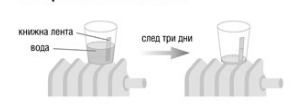 книжна лента
вода
след три дни